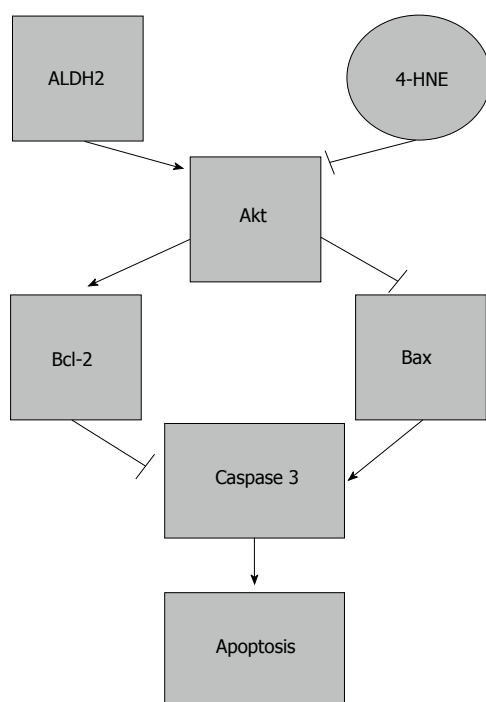 ALDH2
4-HNE
Akt
Bcl-2
Bax
Caspase 3
Apoptosis